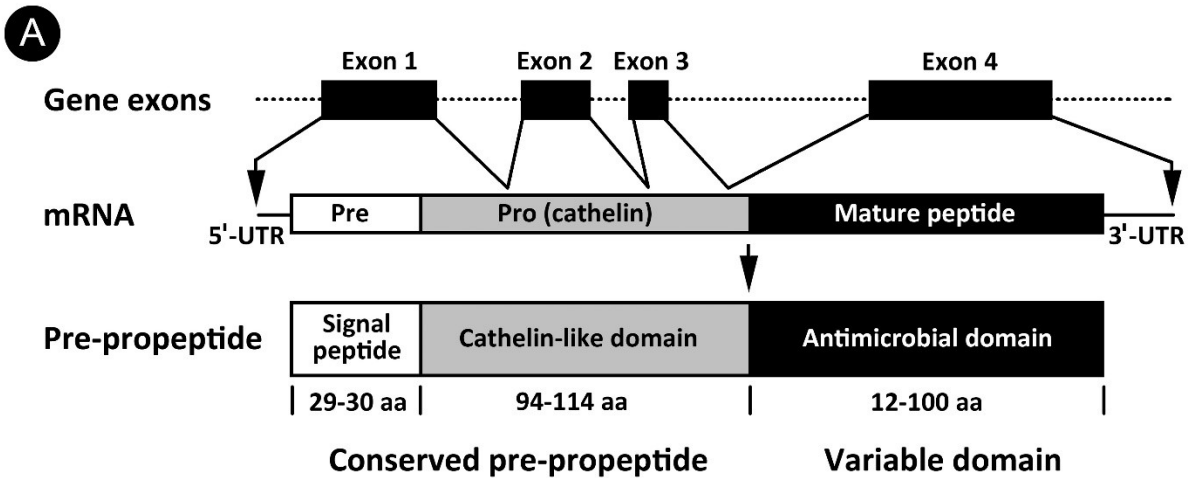 A
Exon 1 Exon 2 Exon 3 Exon 4
Gene exons
mRNA
Pre Pro (cathelin) Mature peptide
5'-UTR 3'-UTR
Pre-propeptide
Signal
peptide
Cathelin-like domain Antimicrobial domain
29-30 aa 94-114 aa 12-100 aa
Conserved pre-propeptide Variable domain